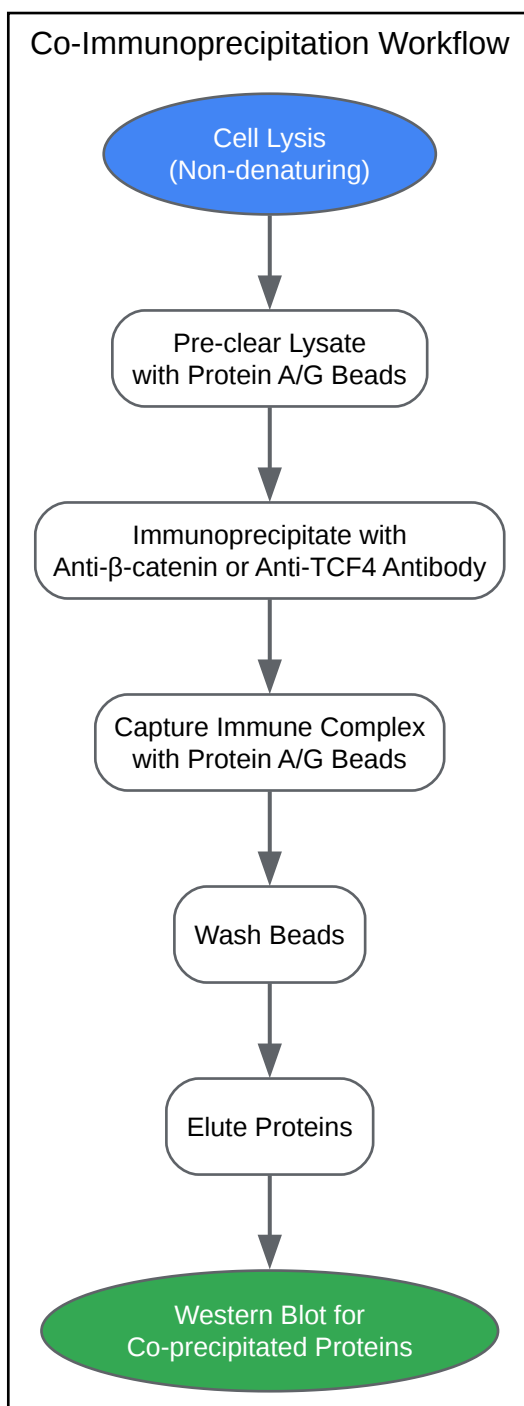 Co-Immunoprecipitation Workflow
Cell Lysis
(Non-denaturing)
Pre-clear Lysate
with Protein A/G Beads
Immunoprecipitate with
Anti-β-catenin or Anti-TCF4 Antibody
Capture Immune Complex
with Protein A/G Beads
Wash Beads
Elute Proteins
Western Blot for
Co-precipitated Proteins